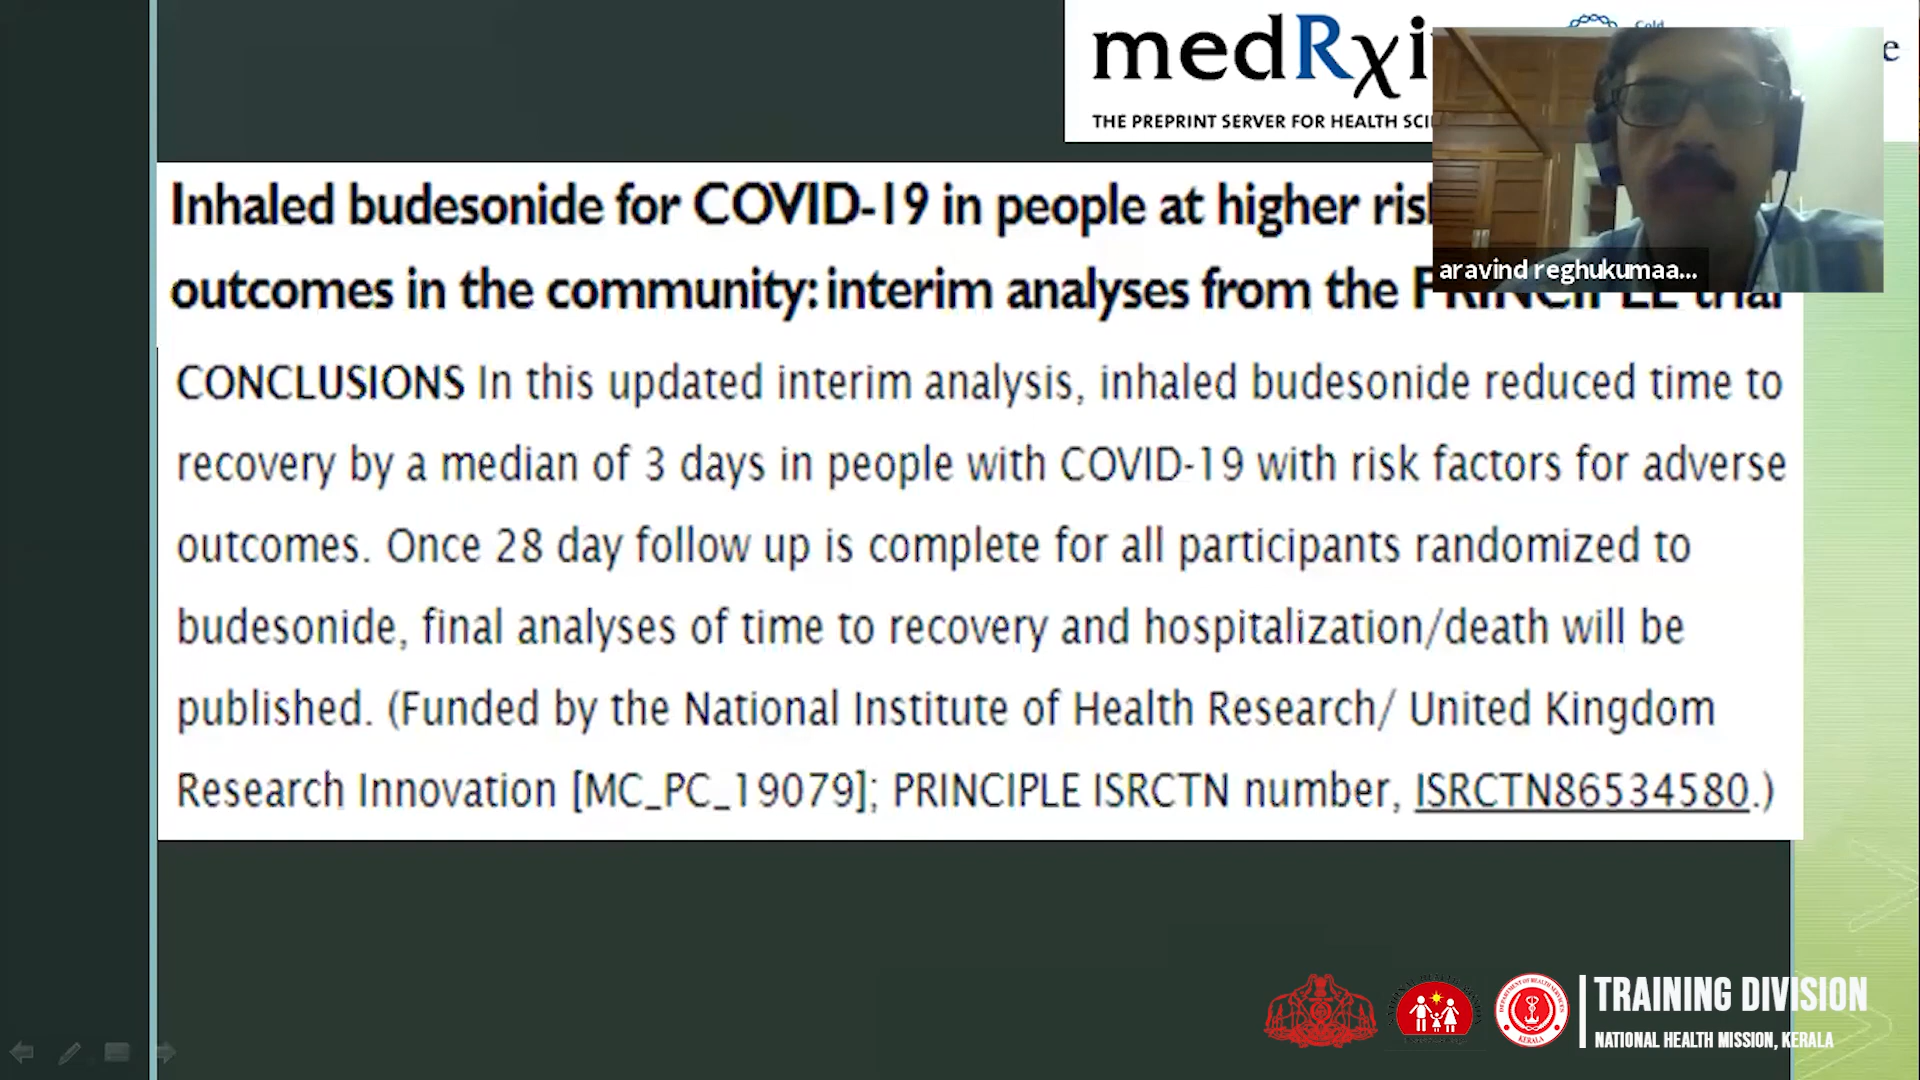 medRχi
THE PREPRINT SERVER FOR HEALTH SCI
Cold
e
Inhaled budesonide for COVID-19 in people at higher risk
outcomes in the community: interim analyses from the PRINCIPLE trial
aravind reghukumaa...
CONCLUSIONS In this updated interim analysis, inhaled budesonide reduced time to
recovery by a median of 3 days in people with COVID-19 with risk factors for adverse
outcomes. Once 28 day follow up is complete for all participants randomized to
budesonide, final analyses of time to recovery and hospitalization/death will be
published. (Funded by the National Institute of Health Research/ United Kingdom
Research Innovation [MC_PC_19079]; PRINCIPLE ISRCTN number, ISRCTN86534580.)
TRAINING DIVISION
NATIONAL HEALTH MISSION, KERALA